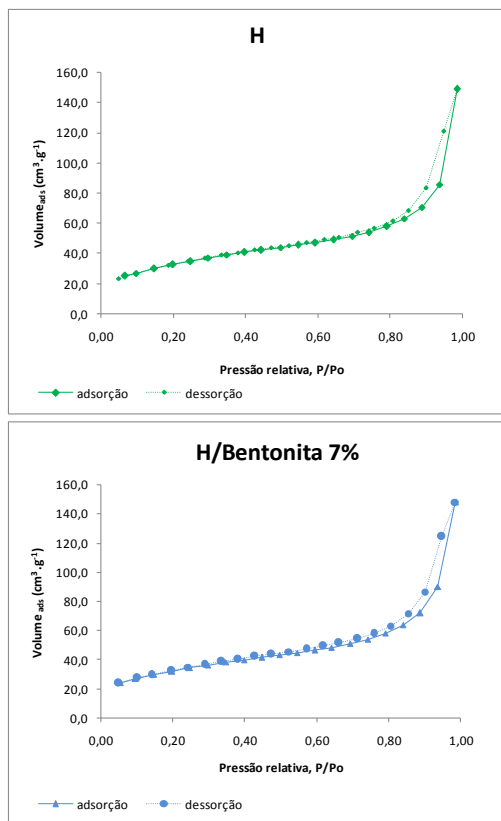 H
160,0
140,0
120,0
100,0
80,0
60,0
40,0
20,0
0,0
Volumeads (cm³.g-1)
0,00 0,20 0,40 0,60 0,80 1,00
Pressão relativa, P/Po
adsorção dessorção
H/Bentonita 7%
160,0
140,0
120,0
100,0
80,0
60,0
40,0
20,0
0,0
Volume ads (cm³.g-1)
0,00 0,20 0,40 0,60 0,80 1,00
Pressão relativa, P/Po
adsorção dessorção